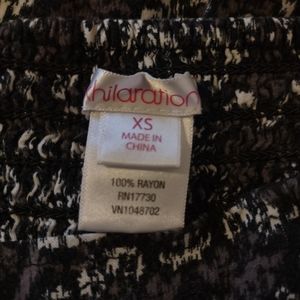 xhilaration
XS
MADE IN
CHINA
100% RAYON
RN17730
VN1048702